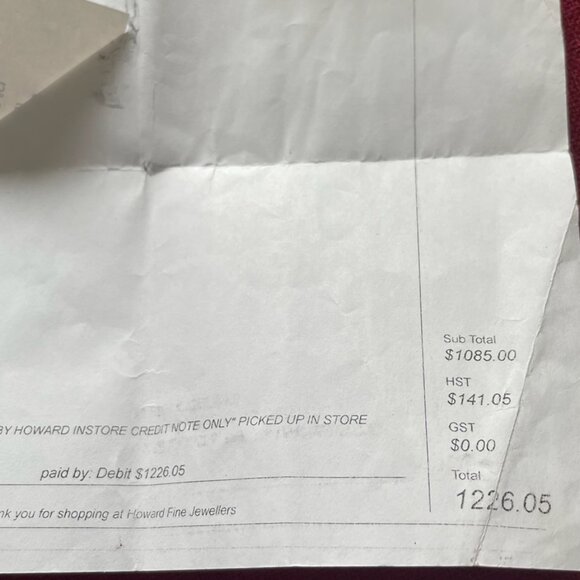 Sub Total
$1085.00
HST
$141.05
BY HOWARD INSTORE CREDIT NOTE ONLY" PICKED UP IN STORE
GST
$0.00
paid by: Debit $1226.05
Total
1226.05
you for shopping at Howard Fine Jewellers